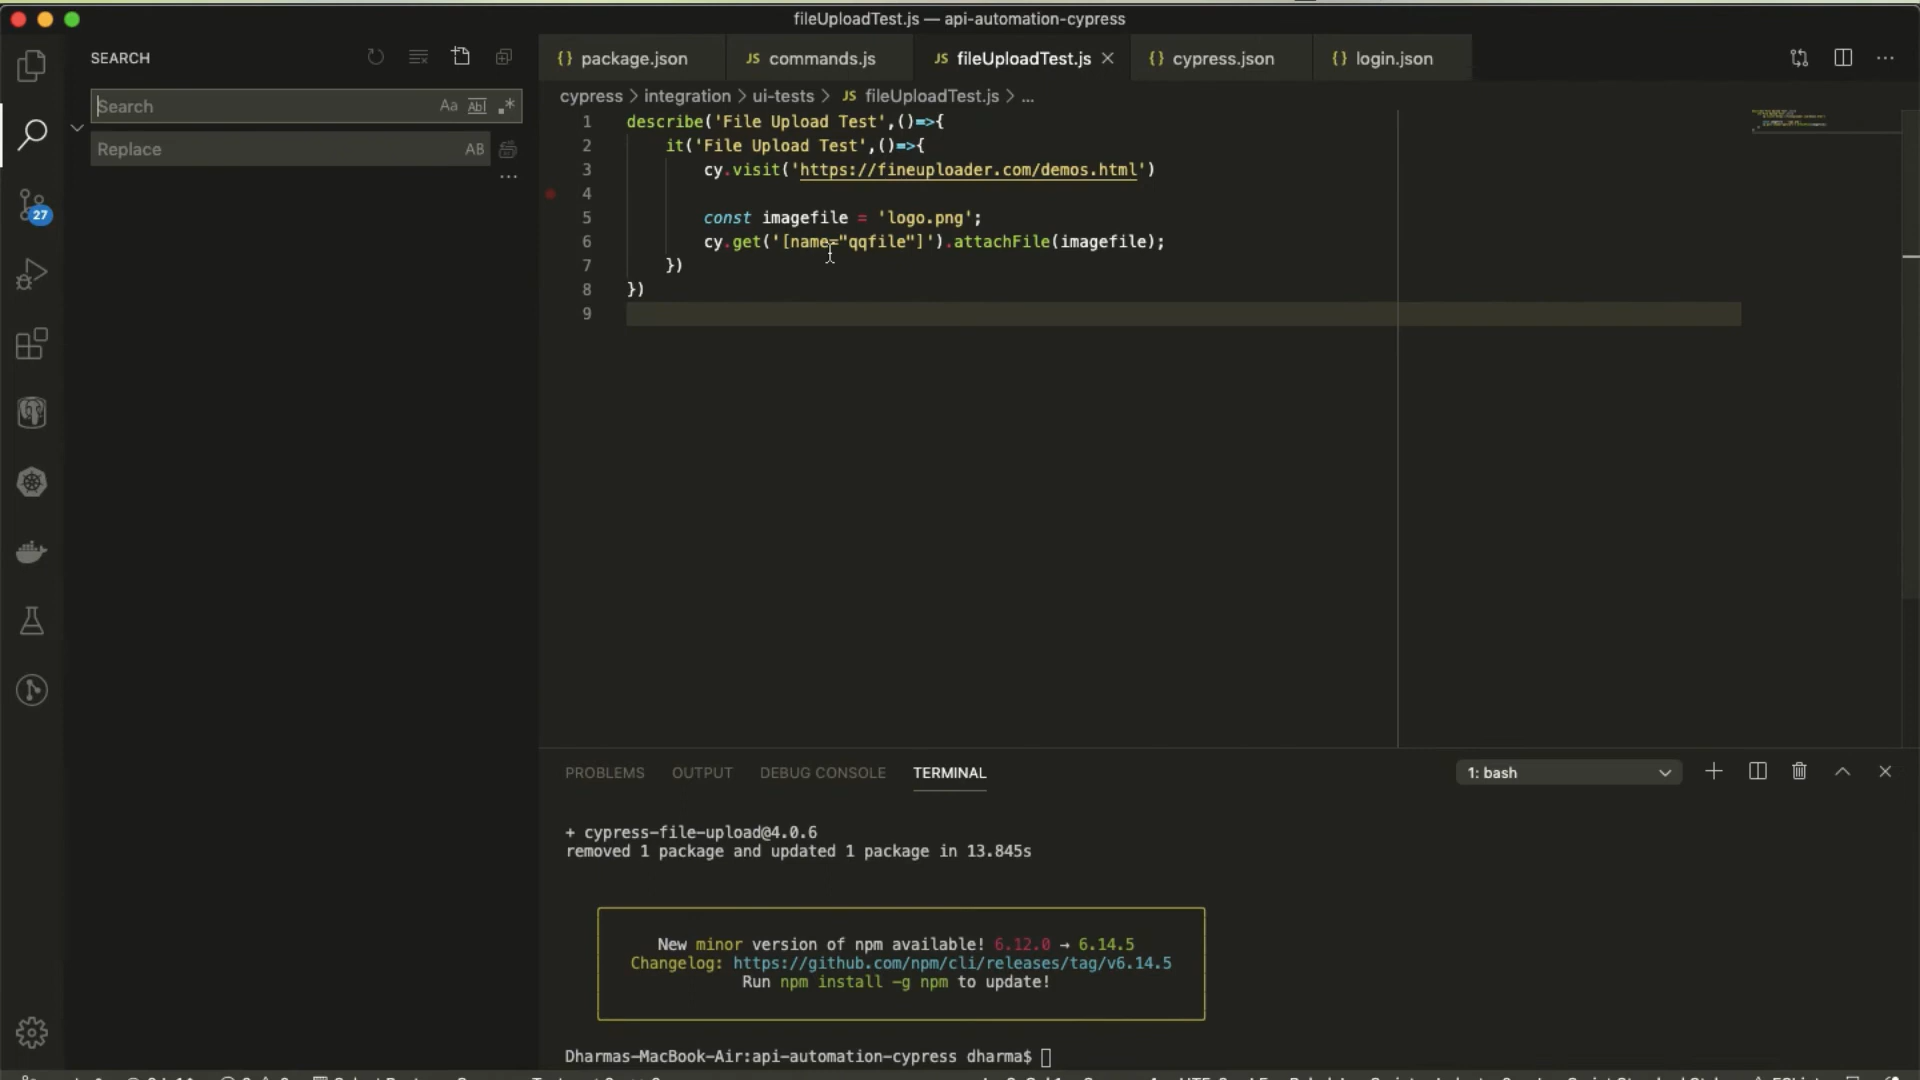 fileUploadTest.js — api-automation-cypress
SEARCH
Search
Aa Abl .*
Replace
AB
27
{} package.json
JS commands.js
JS fileUploadTest.js
{} cypress.json
{} login.json
cypress > integration > ui-tests > JS fileUploadTest.js > ...
1 describe('File Upload Test',()=>{
2 it('File Upload Test',()=>{
3 cy.visit('https://fineuploader.com/demos.html')
4
5 const imagefile = 'logo.png';
6 cy.get('[name="qqfile"]').attachFile(imagefile);
7 })
8 })
9
PROBLEMS OUTPUT DEBUG CONSOLE TERMINAL
1: bash
+ cypress-file-upload@4.0.6
removed 1 package and updated 1 package in 13.845s
New minor version of npm available! 6.12.0 → 6.14.5
Changelog: https://github.com/npm/cli/releases/tag/v6.14.5
Run npm install -g npm to update!
Dharmas-MacBook-Air:api-automation-cypress dharma$